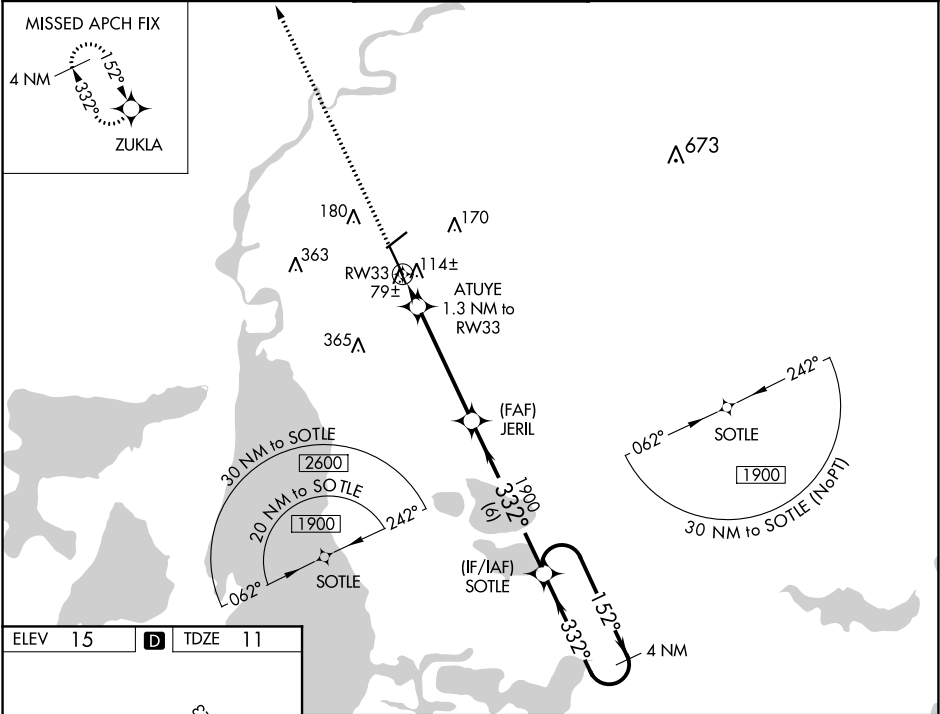 MISSED APCH FIX
4 NM
152°
332°
ZUKLA
673
180
170
363
RW33
114±
79±
ATUYE
1.3 NM to
RW33
365
(FAF)
JERIL
242°
062°
SOTLE
1900
30 NM to SOTLE (NoPT)
30 NM to SOTLE
2600
20 NM to SOTLE
1900
242°
062°
SOTLE
1900
332°
(6)
(IF/IAF)
SOTLE
152°
332°
4 NM
ELEV 15 D TDZE 11